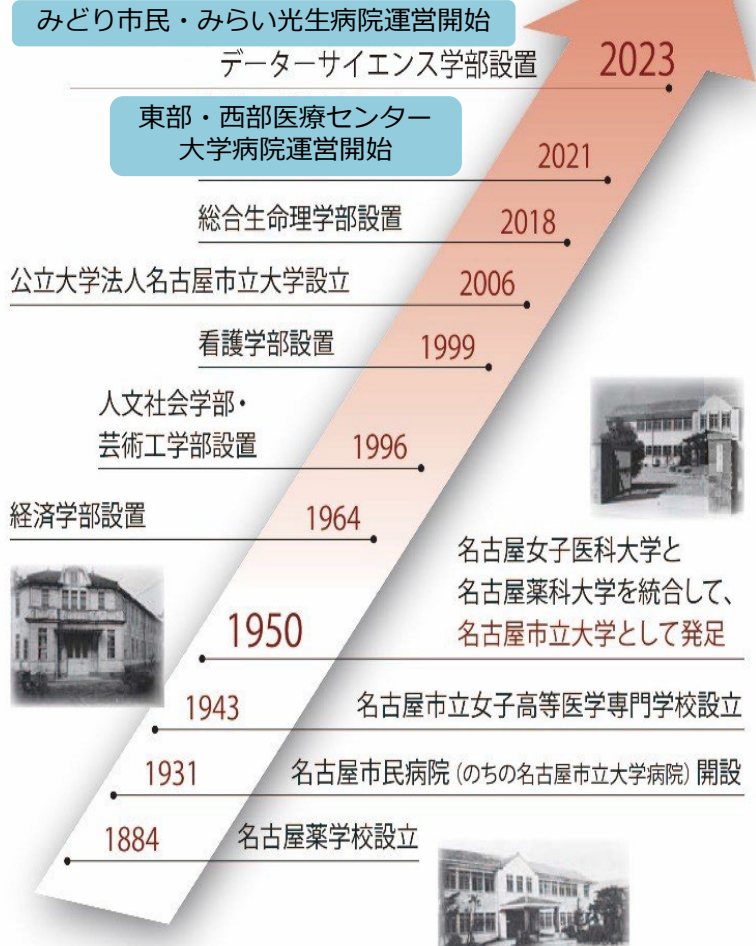 みどり市民・みらい光生病院運営開始
データーサイエンス学部設置 2023
東部・西部医療センター
大学病院運営開始
2021
総合生命理学部設置 2018
公立大学法人名古屋市立大学設立 2006
看護学部設置 1999
人文社会学部・
芸術工学部設置 1996
経済学部設置 1964
名古屋女子医科大学と
名古屋薬科大学を統合して、
1950 名古屋市立大学として発足
1943 名古屋市立女子高等医学専門学校設立
1931 名古屋市民病院(のちの名古屋市立大学病院)開設
1884 名古屋薬学校設立